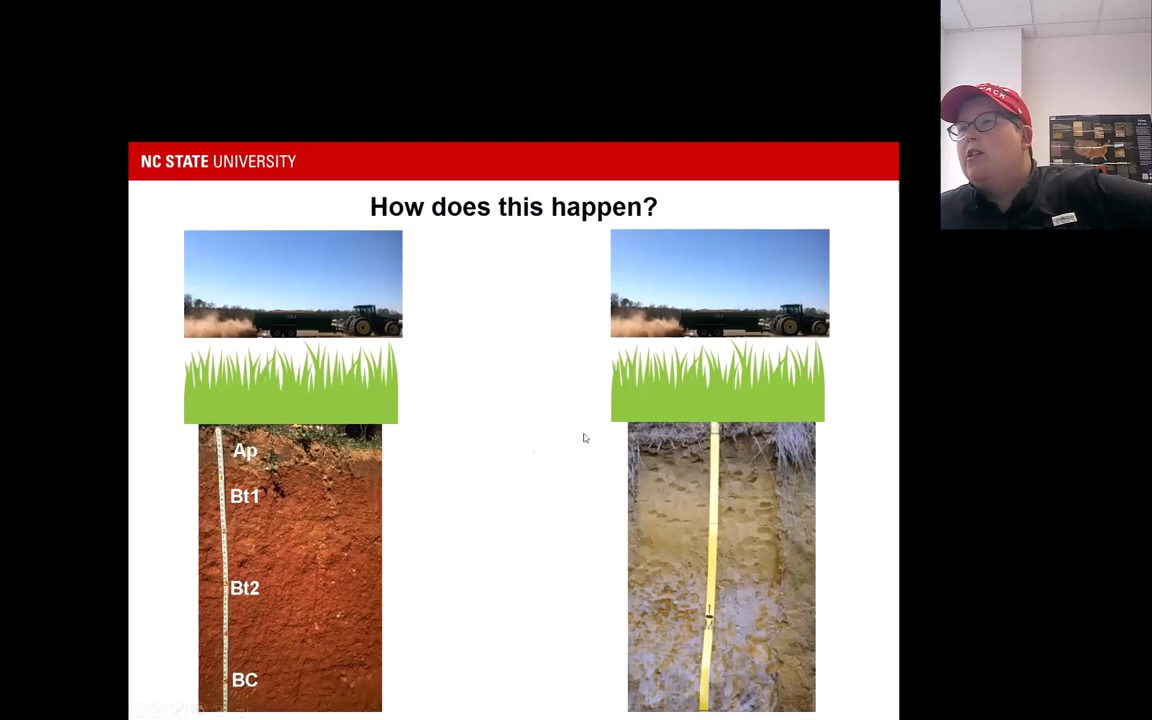 NC STATE UNIVERSITY
How does this happen?
Ap
Bt1
Bt2
BC